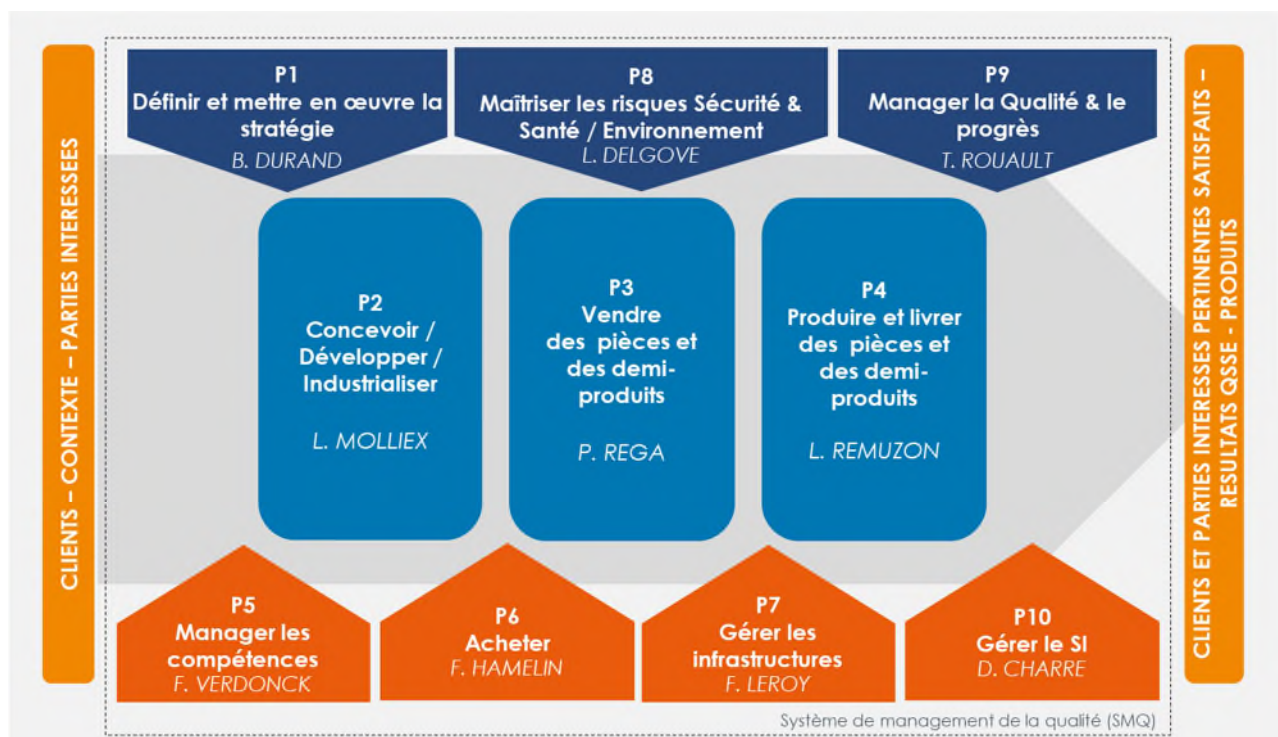 CLIENTS – CONTEXTE – PARTIES INTERESSEES
P1
Définir et mettre en œuvre la
stratégie
B. DURAND
P8
Maîtriser les risques Sécurité &
Santé / Environnement
L. DELGOVE
P9
Manager la Qualité & le
progrès
T. ROUAULT
P2
Concevoir /
Développer /
Industrialiser
L. MOLLIEX
P3
Vendre
des pièces et
des demi-
produits
P. REGA
P4
Produire et livrer
des pièces et
des demi-
produits
L. REMUZON
P5
Manager les
compétences
F. VERDONCK
P6
Acheter
F. HAMELIN
P7
Gérer les
infrastructures
F. LEROY
P10
Gérer le SI
D. CHARRE
Système de management de la qualité (SMQ)
CLIENTS ET PARTIES INTERESSES PERTINENTES SATISFAITS –
RESULTATS QSSE - PRODUITS